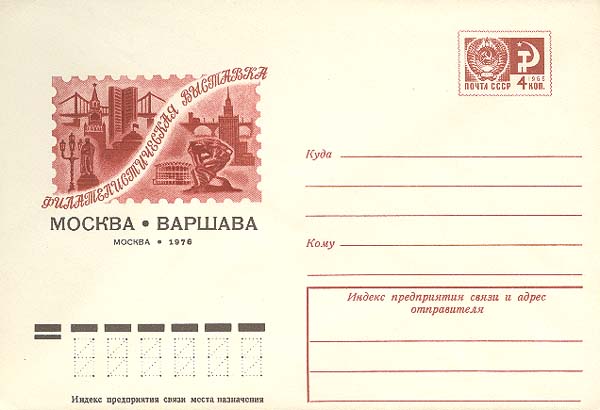 ФИЛАТЕЛИСТИЧЕСКАЯ ВЫСТАВКА
МОСКВА • ВАРШАВА
МОСКВА • 1976
1966
ПОЧТА СССР 4 КОП.
Куда
Кому
Индекс предприятия связи и адрес
отправителя
Индекс предприятия связи места назначения